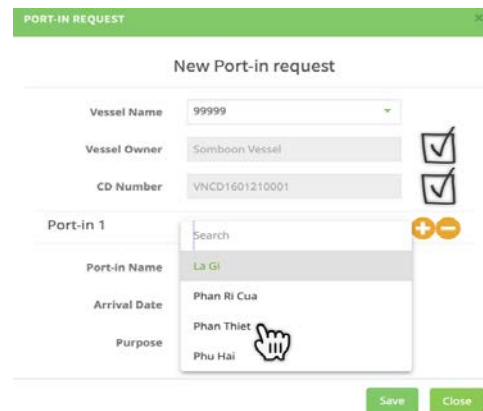 PORT-IN REQUEST ×
New Port-in request
Vessel Name 99999
Vessel Owner Somboon Vessel
CD Number VNCD1601210001
Port-in 1
Search
Port-in Name La Gi
Arrival Date Phan Ri Cua
Phan Thiet
Purpose Phu Hai
Save Close